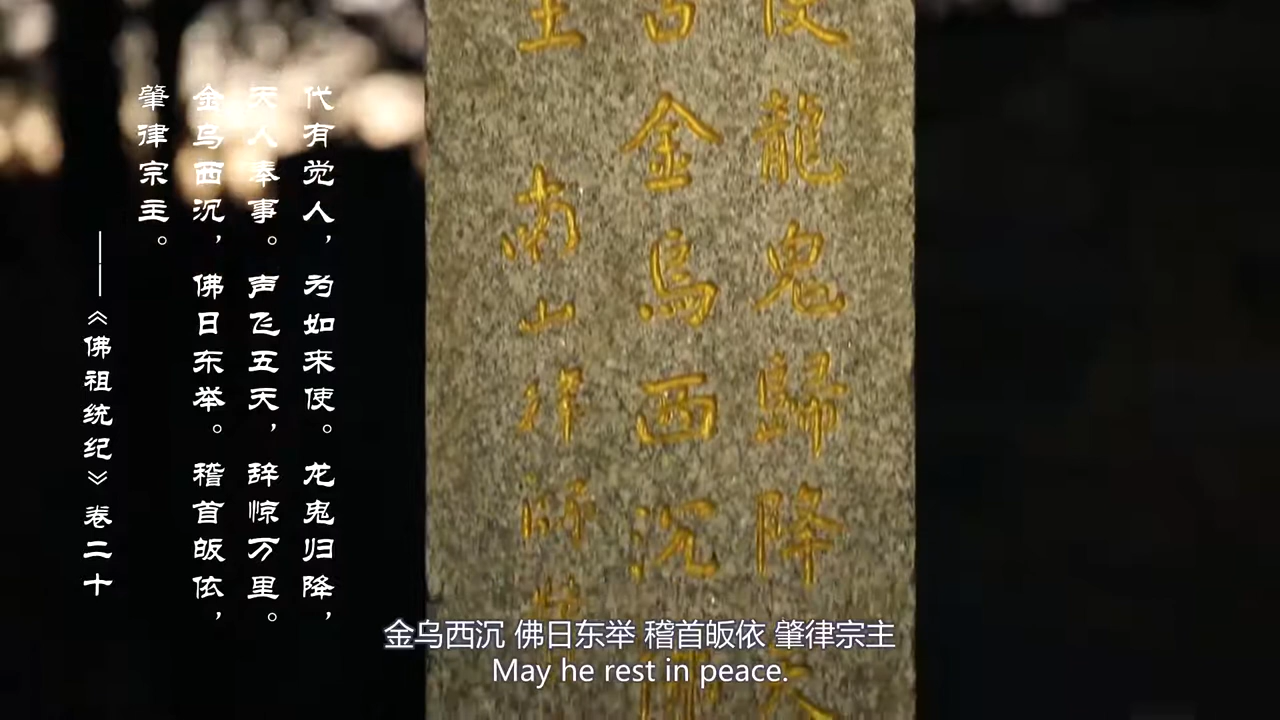 代有觉人，为如来使。龙鬼归降，
天人奉事。声飞五天，辞惊万里。
金乌西沉，佛日东举。稽首皈依，
肇律宗主。
——《佛祖统纪》卷二十
使龍鬼歸降天
金烏西沉佛
主 南山律師
金乌西沉 佛日东举 稽首皈依 肇律宗主
May he rest in peace.